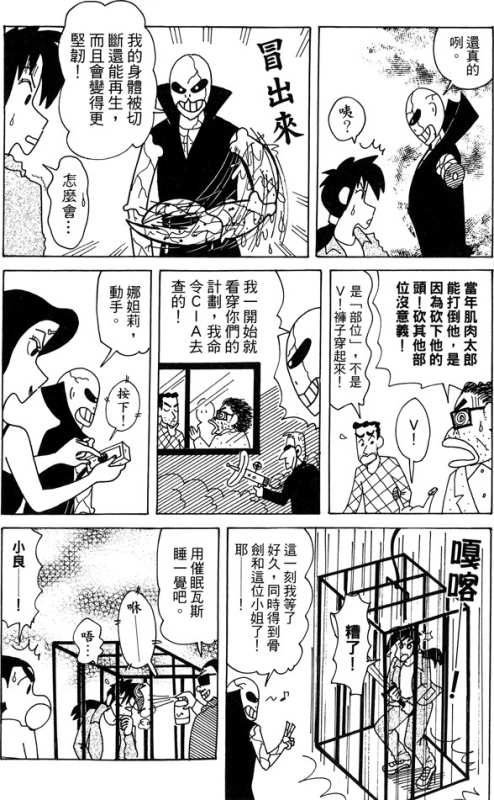 還真的
咧。
咦？
冒出來
我的身體被切
斷還能再生，
而且會變得更
堅韌！
怎麼會…
當年肌肉太郎
能打倒他，是
因為砍下他的
頭！砍其他部
位沒意義！
V！
是「部位」，不是
V！褲子穿起來！
我一開始就
看穿你們的
計劃，我命
令CIA去
查的！
娜妲莉，
動手。
按下！
嘎喀！
糟了！
這一刻我等了
好久，同時得到骨
劍和這位小姐了！
耶
♪
用催眠瓦斯
睡一覺吧。
咻
唔…
小良——！